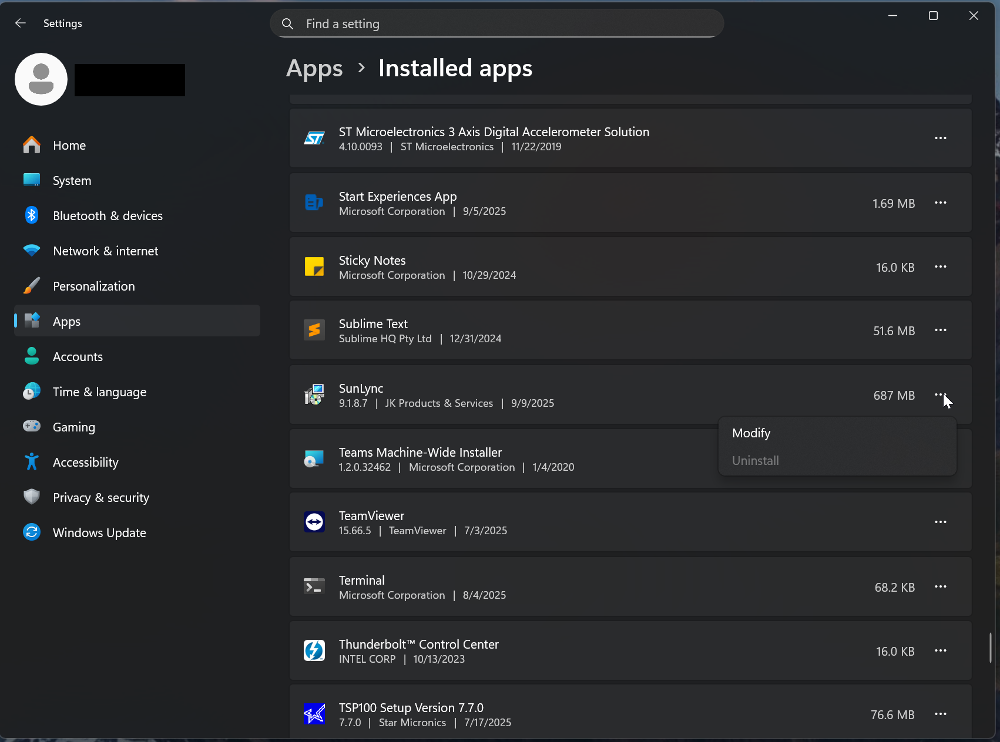 Settings
Find a setting
Apps > Installed apps
Home
System
Bluetooth & devices
Network & internet
Personalization
Apps
Accounts
Time & language
Gaming
Accessibility
Privacy & security
Windows Update
ST Microelectronics 3 Axis Digital Accelerometer Solution
4.10.0093 | ST Microelectronics | 11/22/2019
Start Experiences App
Microsoft Corporation | 9/5/2025
1.69 MB
Sticky Notes
Microsoft Corporation | 10/29/2024
16.0 KB
Sublime Text
Sublime HQ Pty Ltd | 12/31/2024
51.6 MB
SunLync
9.1.8.7 | JK Products & Services | 9/9/2025
687 MB
Modify
Uninstall
Teams Machine-Wide Installer
1.2.0.32462 | Microsoft Corporation | 1/4/2020
TeamViewer
15.66.5 | TeamViewer | 7/3/2025
Terminal
Microsoft Corporation | 8/4/2025
68.2 KB
Thunderbolt™ Control Center
INTEL CORP | 10/13/2023
16.0 KB
TSP100 Setup Version 7.7.0
7.7.0 | Star Micronics | 7/17/2025
76.6 MB